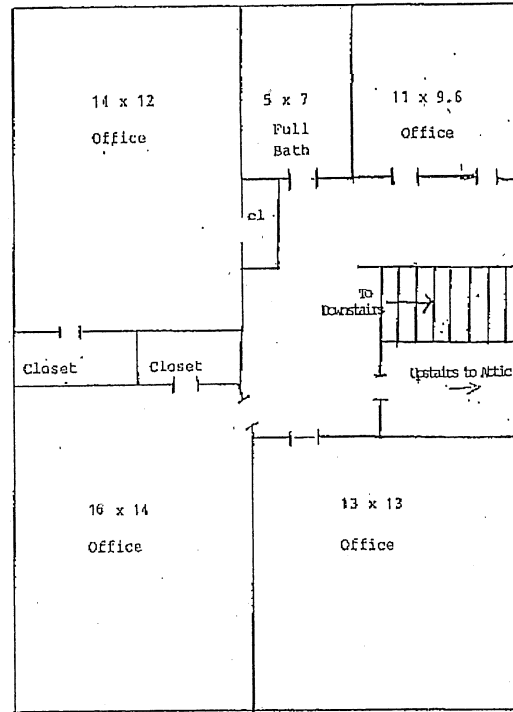 14 x 12
Office
5 x 7
Full
Bath
11 x 9.6
Office
cl
To
Downstairs
Closet
Closet
Upstairs to Attic
16 x 14
Office
13 x 13
Office